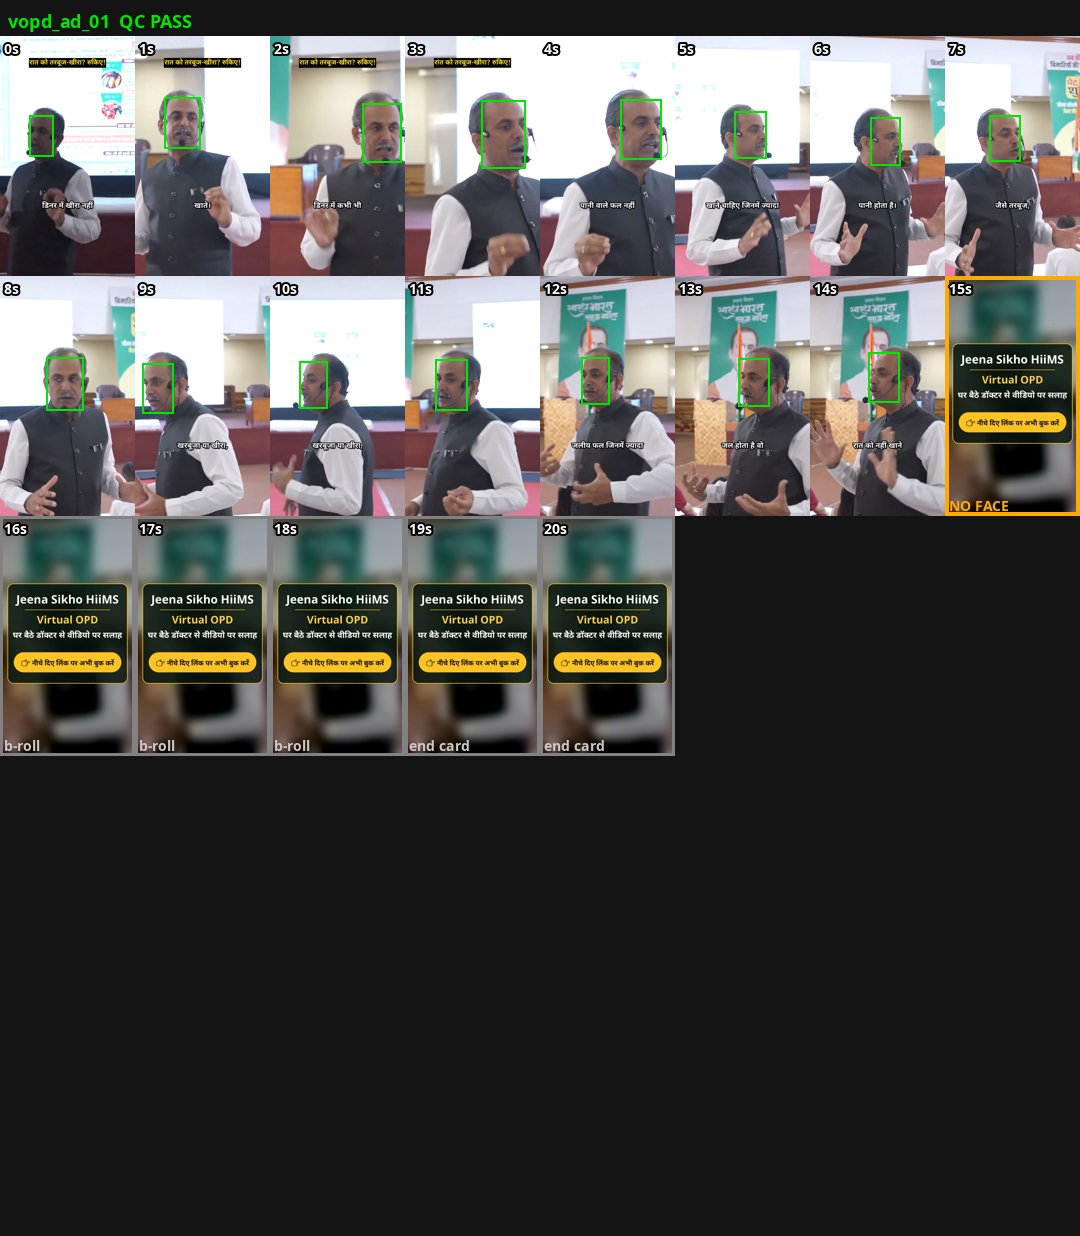 vopd_ad_01 QC PASS
0s
रात को तरबूज-खीरा? रुकिए!
डिनर में खीरा नहीं
1s
रात को तरबूज-खीरा? रुकिए!
खाते।
2s
रात को तरबूज-खीरा? रुकिए!
डिनर में कभी भी
3s
रात को तरबूज-खीरा? रुकिए!
4s
पानी वाले फल नहीं
5s
खाने चाहिए जिनमें ज्यादा
6s
पानी होता है।
7s
जैसे तरबूज,
8s
9s
खरबूजा या खीरा,
10s
खरबूजा या खीरा,
11s
12s
स्वस्थ भारत
जलीय फल जिनमें ज्यादा
13s
स्वस्थ भारत
जल होता है वो
14s
स्वस्थ भारत
रात को नहीं खाने
15s
Jeena Sikho HiiMS
Virtual OPD
घर बैठे डॉक्टर से वीडियो पर सलाह
👉 नीचे दिए लिंक पर अभी बुक करें
NO FACE
16s
Jeena Sikho HiiMS
Virtual OPD
घर बैठे डॉक्टर से वीडियो पर सलाह
👉 नीचे दिए लिंक पर अभी बुक करें
b-roll
17s
Jeena Sikho HiiMS
Virtual OPD
घर बैठे डॉक्टर से वीडियो पर सलाह
👉 नीचे दिए लिंक पर अभी बुक करें
b-roll
18s
Jeena Sikho HiiMS
Virtual OPD
घर बैठे डॉक्टर से वीडियो पर सलाह
👉 नीचे दिए लिंक पर अभी बुक करें
b-roll
19s
Jeena Sikho HiiMS
Virtual OPD
घर बैठे डॉक्टर से वीडियो पर सलाह
👉 नीचे दिए लिंक पर अभी बुक करें
end card
20s
Jeena Sikho HiiMS
Virtual OPD
घर बैठे डॉक्टर से वीडियो पर सलाह
👉 नीचे दिए लिंक पर अभी बुक करें
end card